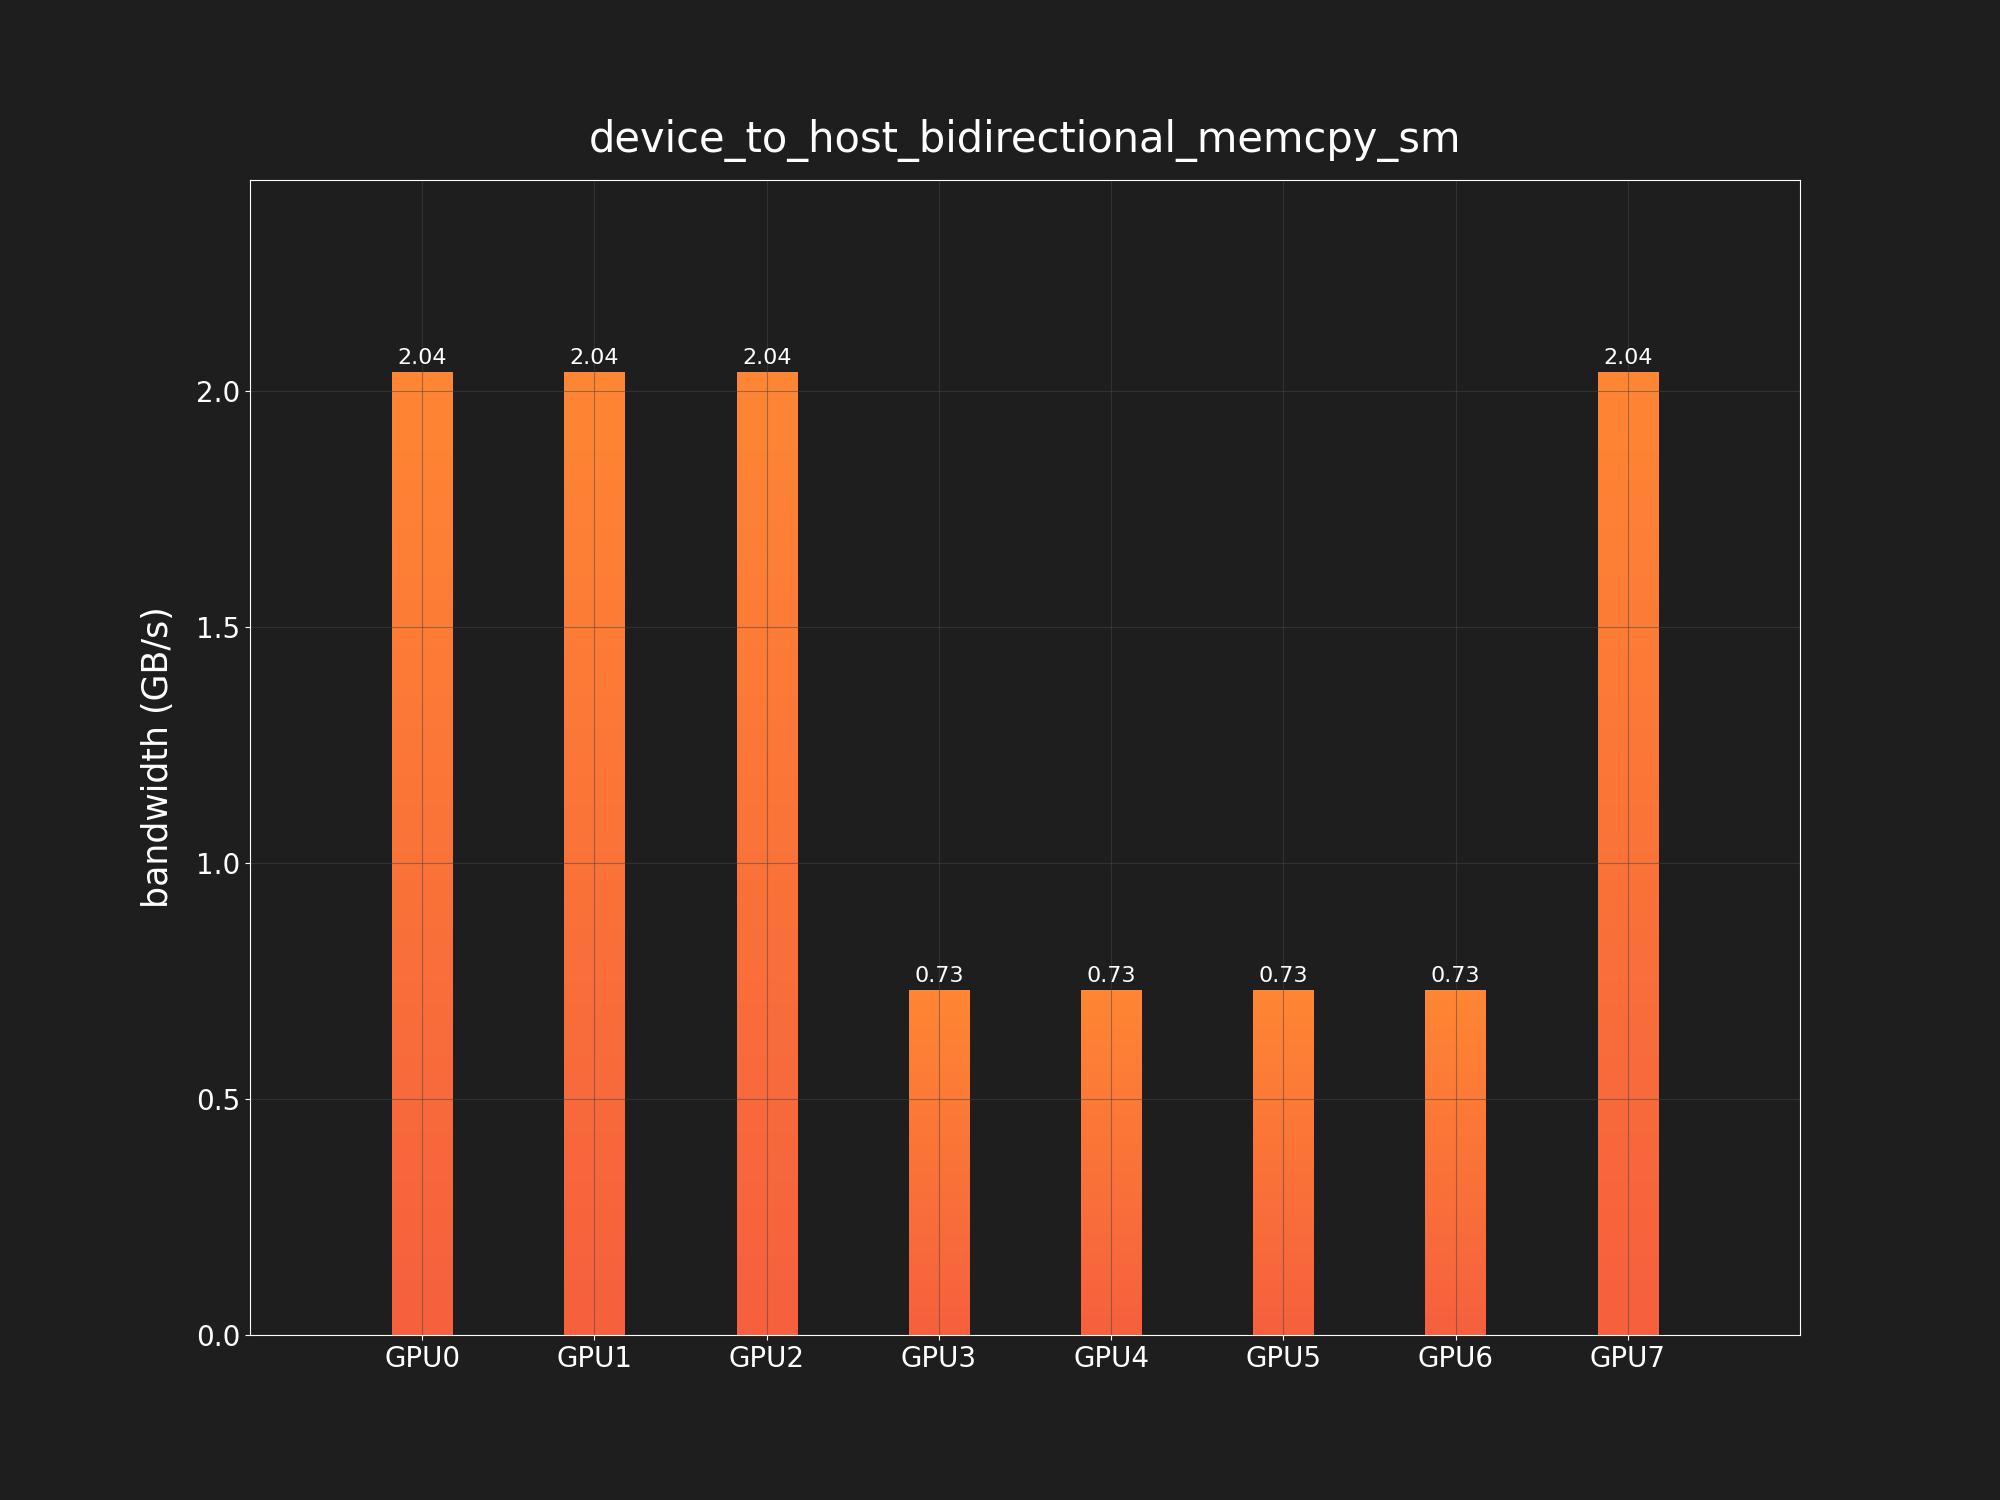 device_to_host_bidirectional_memcpy_sm
bandwidth (GB/s)
2.0
1.5
1.0
0.5
0.0
2.04
2.04
2.04
0.73
0.73
0.73
0.73
2.04
GPU0
GPU1
GPU2
GPU3
GPU4
GPU5
GPU6
GPU7